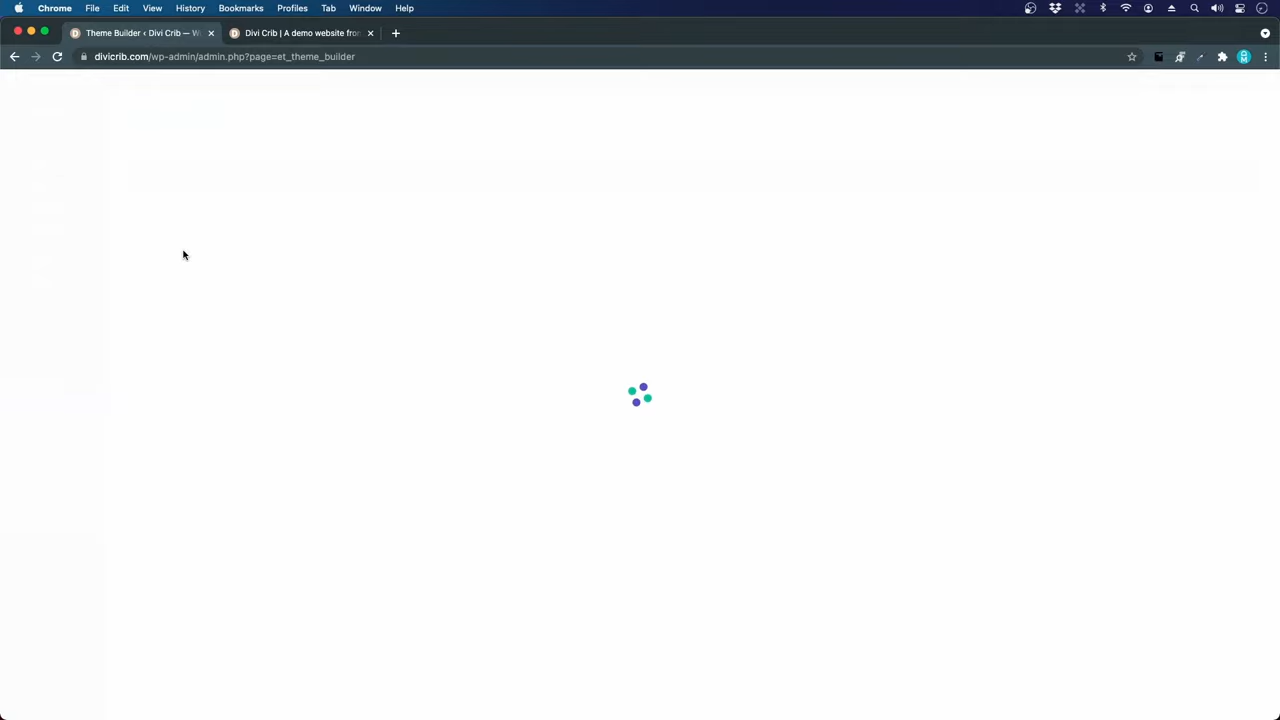 Chrome File Edit View History Bookmarks Profiles Tab Window Help
Theme Builder ‹ Divi Crib — W
Divi Crib | A demo website fro
divicrib.com/wp-admin/admin.php?page=et_theme_builder